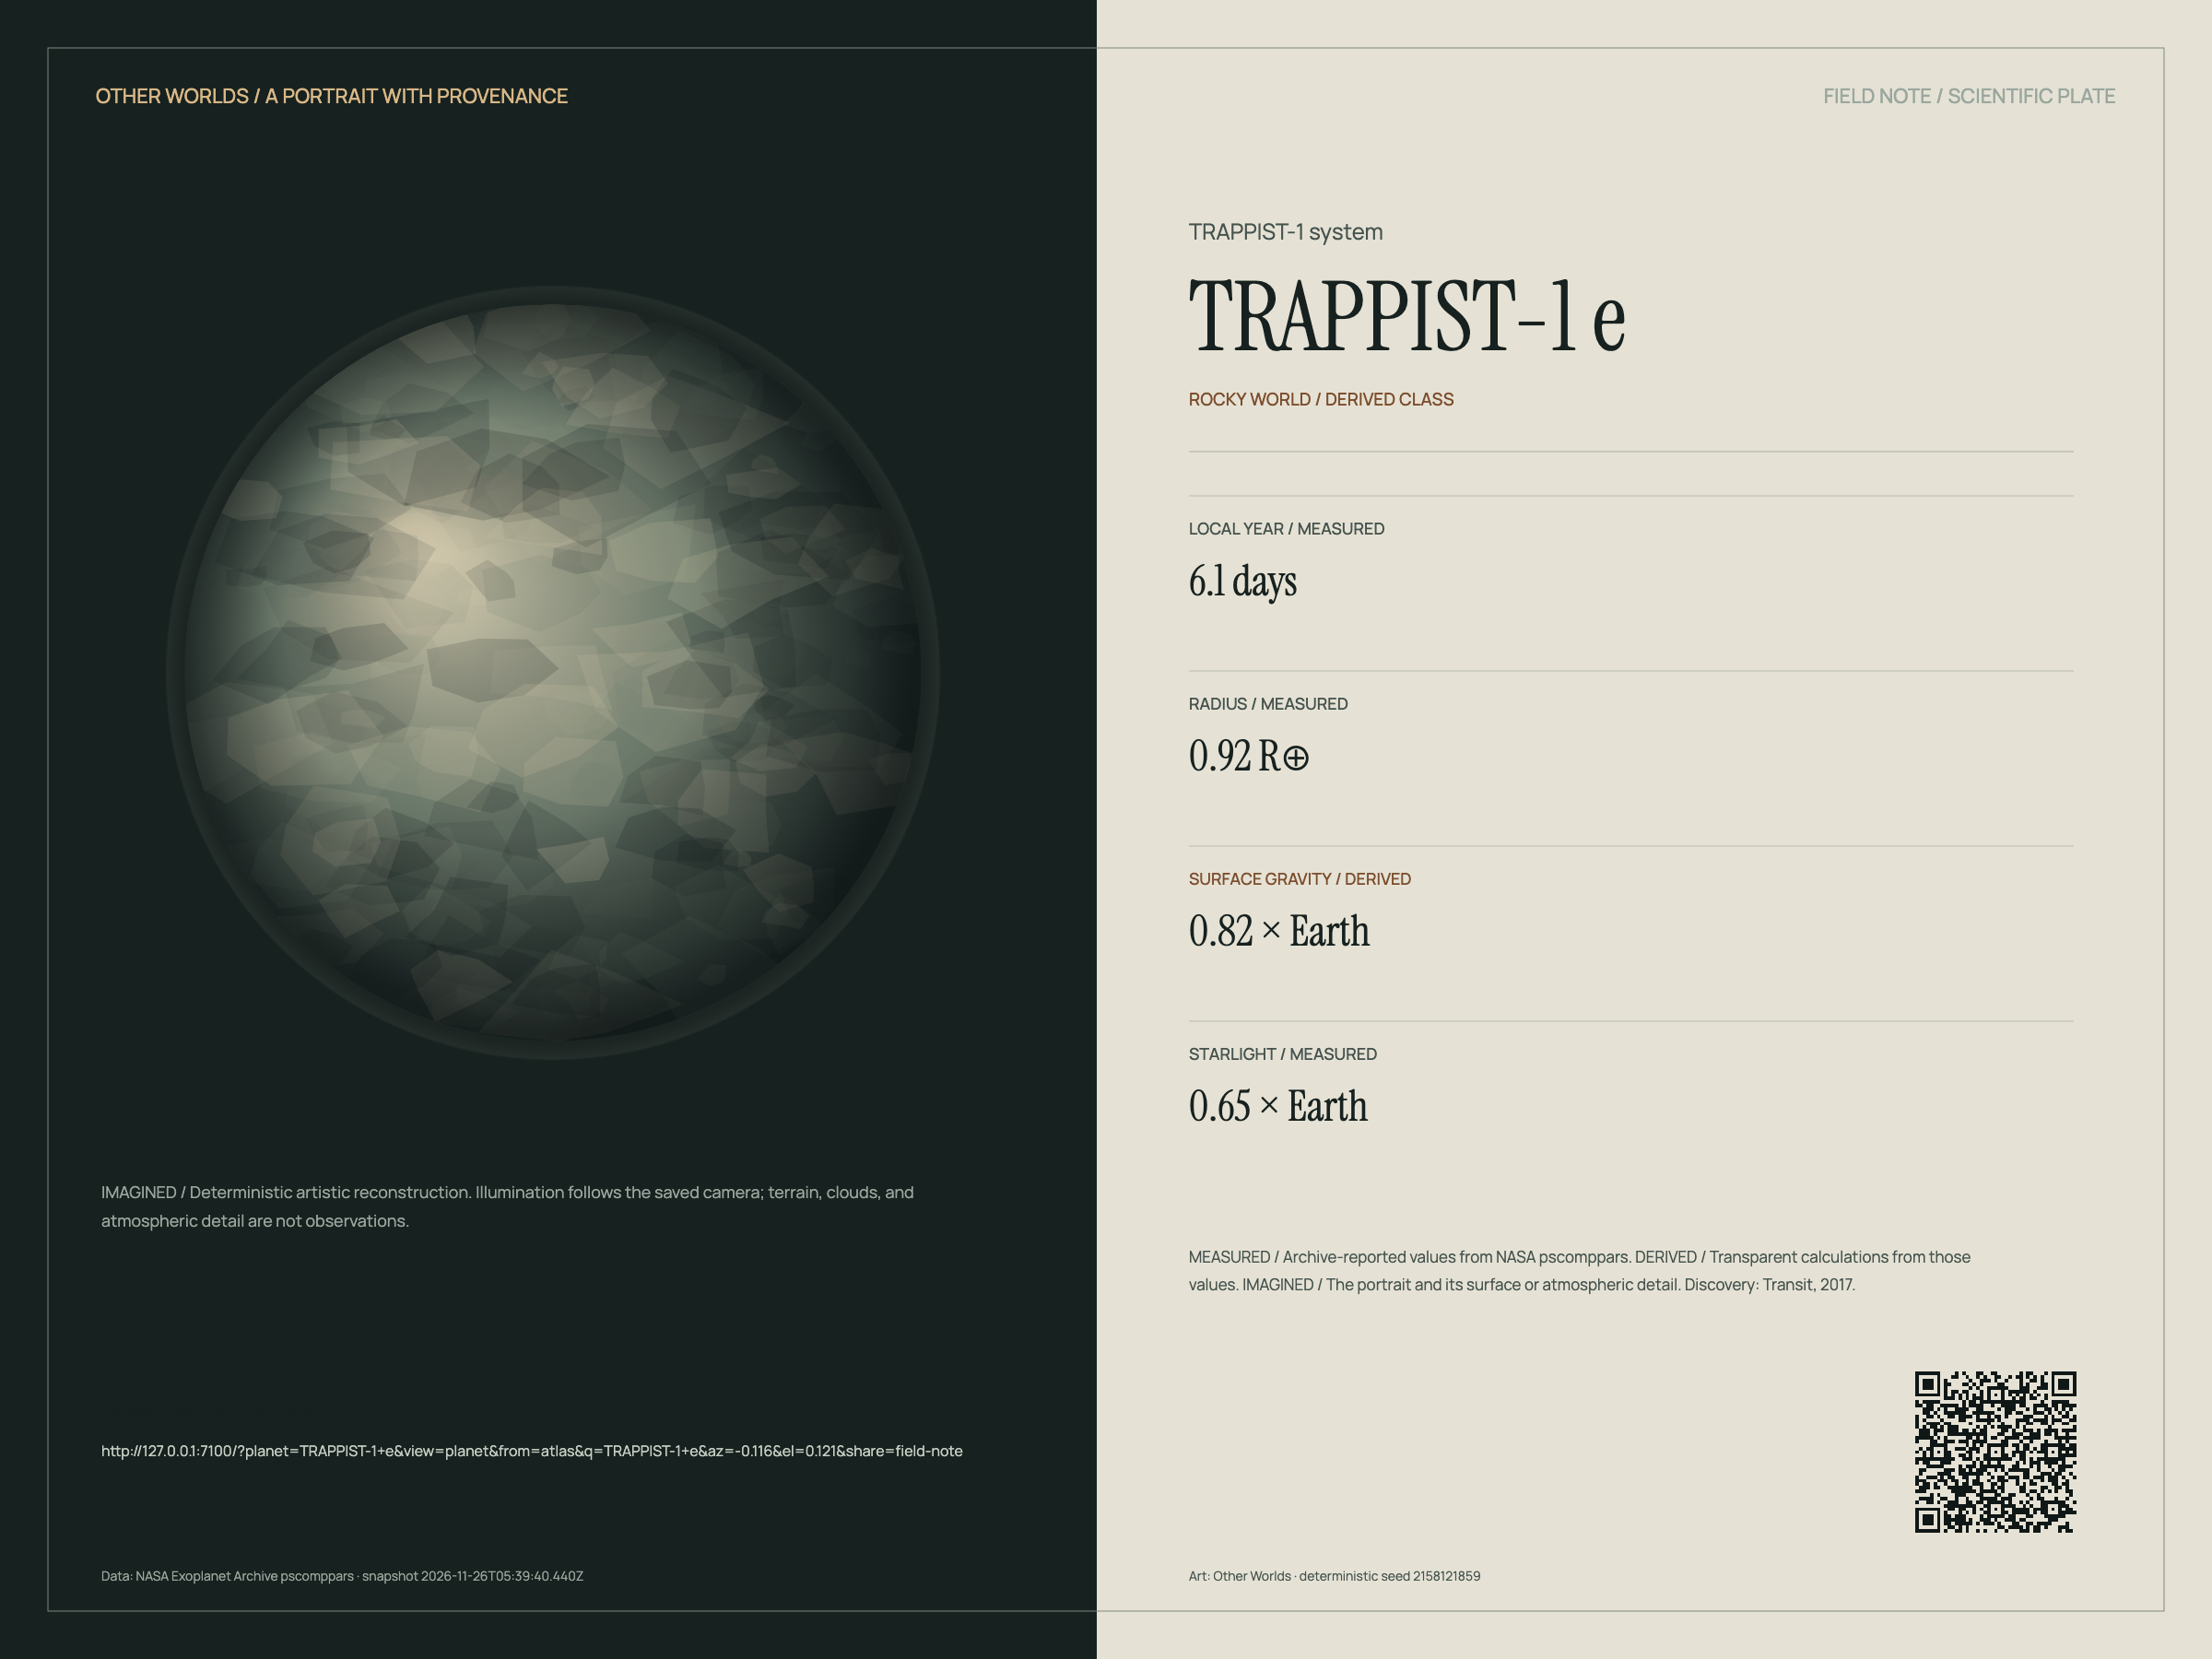 OTHER WORLDS / A PORTRAIT WITH PROVENANCE
IMAGINED / Deterministic artistic reconstruction. Illumination follows the saved camera; terrain, clouds, and
atmospheric detail are not observations.
http://127.0.0.1:7100/?planet=TRAPPIST-1+e&view=planet&from=atlas&q=TRAPPIST-1+e&az=-0.116&el=0.121&share=field-note
Data: NASA Exoplanet Archive pscomppars · snapshot 2026-11-26T05:39:40.440Z
FIELD NOTE / SCIENTIFIC PLATE
TRAPPIST-1 system
TRAPPIST-1 e
ROCKY WORLD / DERIVED CLASS
LOCAL YEAR / MEASURED
6.1 days
RADIUS / MEASURED
0.92 R⊕
SURFACE GRAVITY / DERIVED
0.82 × Earth
STARLIGHT / MEASURED
0.65 × Earth
MEASURED / Archive-reported values from NASA pscomppars. DERIVED / Transparent calculations from those
values. IMAGINED / The portrait and its surface or atmospheric detail. Discovery: Transit, 2017.
Art: Other Worlds · deterministic seed 2158121859